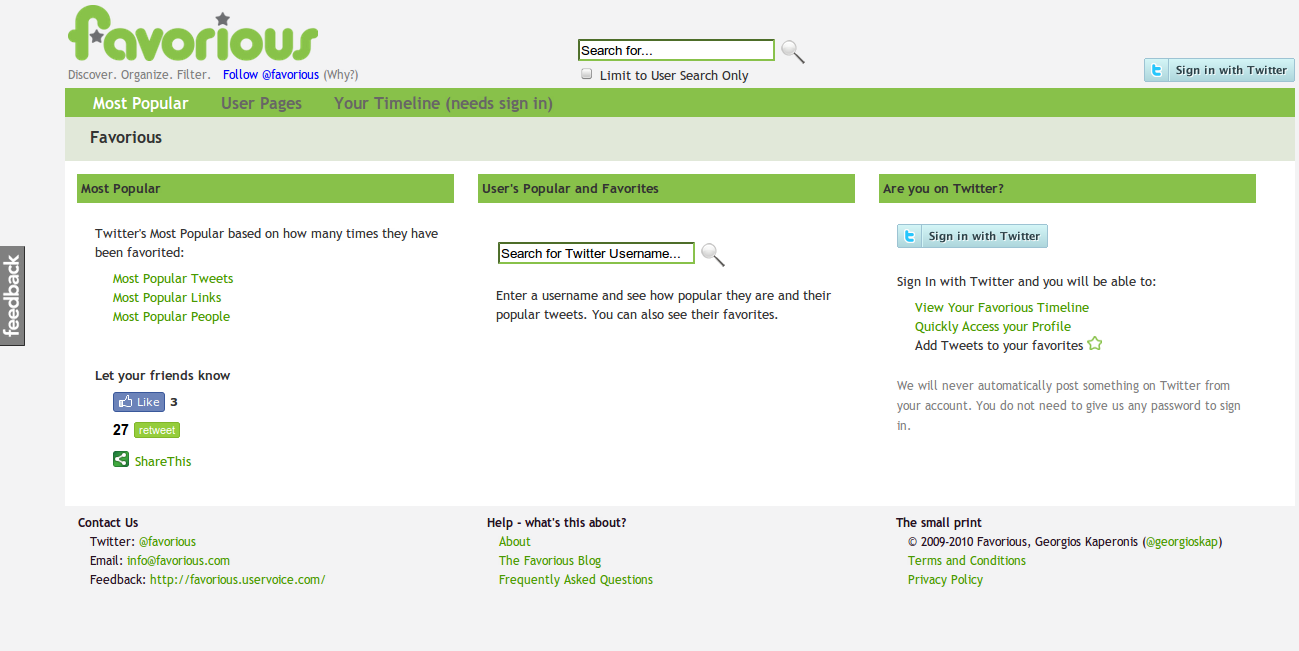 favorious
Discover. Organize. Filter. Follow @favorious (Why?)
Search for...
Limit to User Search Only
Sign in with Twitter
Most Popular User Pages Your Timeline (needs sign in)
Favorious
feedback
Most Popular
Twitter's Most Popular based on how many times they have
been favorited:
Most Popular Tweets
Most Popular Links
Most Popular People
Let your friends know
Like 3
27 retweet
ShareThis
User's Popular and Favorites
Search for Twitter Username...
Enter a username and see how popular they are and their
popular tweets. You can also see their favorites.
Are you on Twitter?
Sign in with Twitter
Sign In with Twitter and you will be able to:
View Your Favorious Timeline
Quickly Access your Profile
Add Tweets to your favorites
We will never automatically post something on Twitter from
your account. You do not need to give us any password to sign
in.
Contact Us
Twitter: @favorious
Email: info@favorious.com
Feedback: http://favorious.uservoice.com/
Help - what's this about?
About
The Favorious Blog
Frequently Asked Questions
The small print
© 2009-2010 Favorious, Georgios Kaperonis (@georgioskap)
Terms and Conditions
Privacy Policy